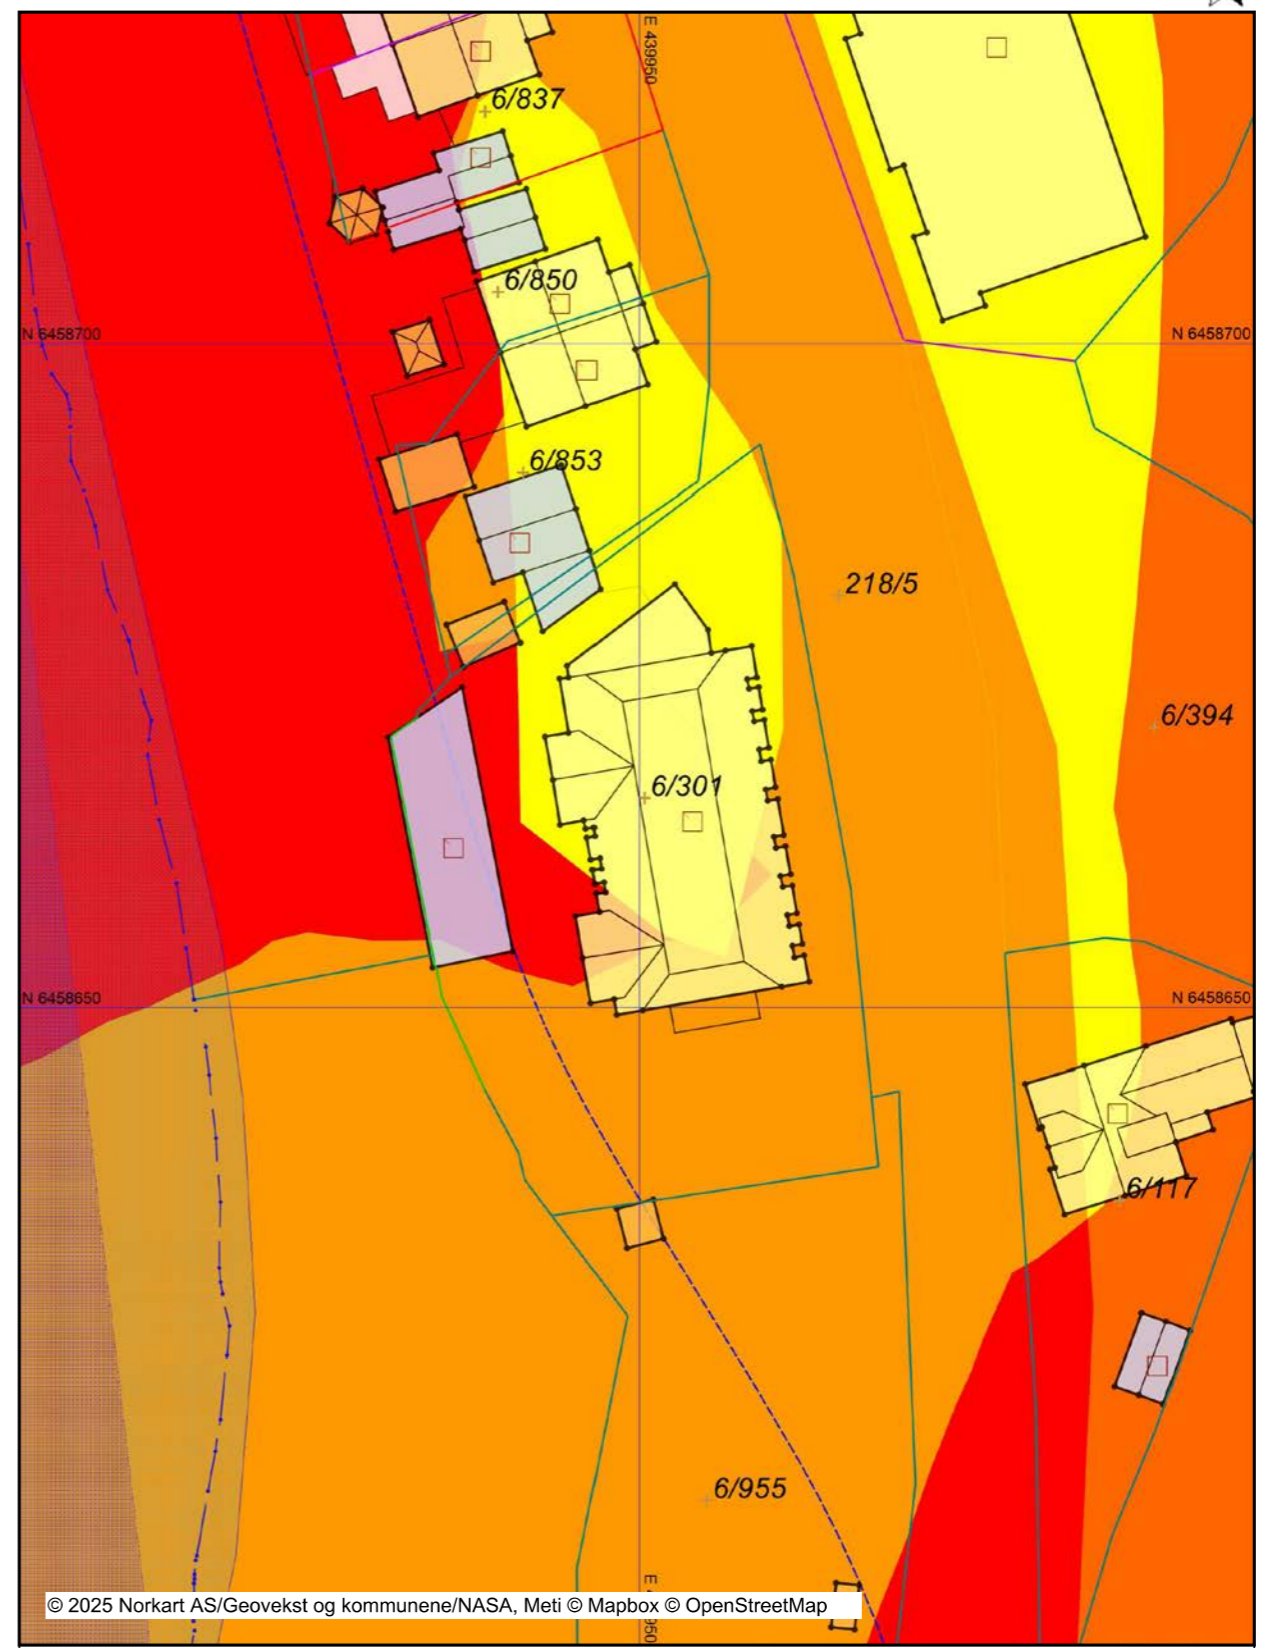 E 439950
6/837
6/850
N 6458700
N 6458700
6/853
218/5
6/394
6/301
N 6458650
N 6458650
6/117
6/955
© 2025 Norkart AS/Geovekst og kommunene/NASA, Meti © Mapbox © OpenStreetMap